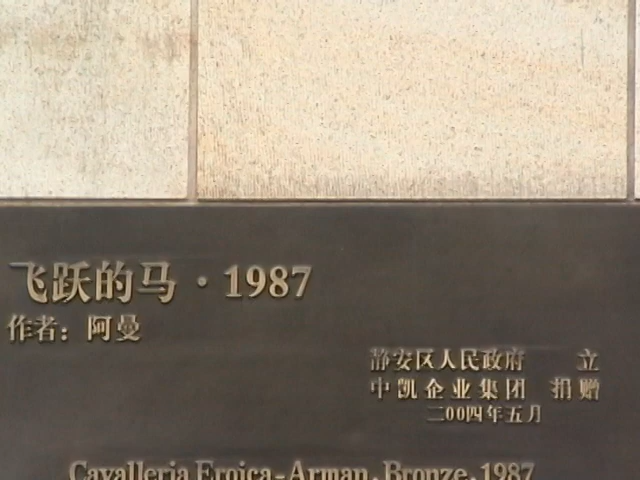 飞跃的马·1987
作者：阿曼
静安区人民政府 立
中凯企业集团 捐赠
二00四年五月
Cavalleria Eroica-Arman, Bronze, 1987